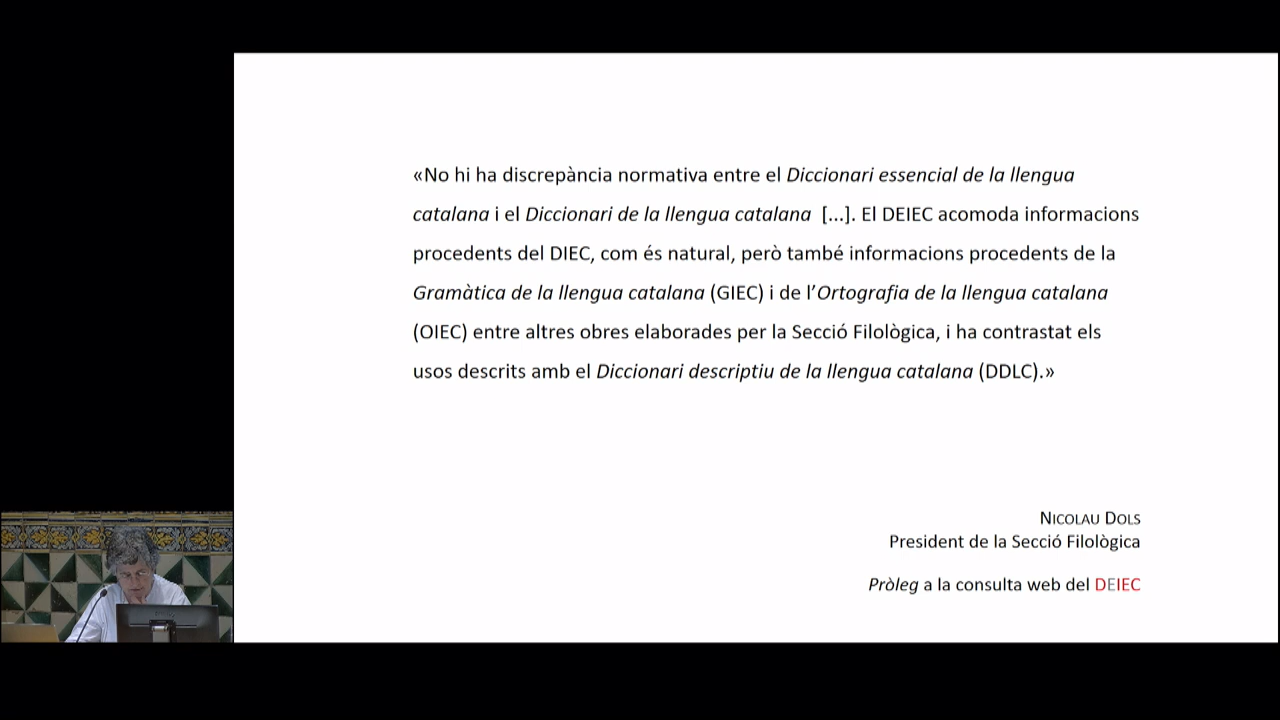 «No hi ha discrepància normativa entre el Diccionari essencial de la llengua
catalana i el Diccionari de la llengua catalana [...]. El DEIEC acomoda informacions
procedents del DIEC, com és natural, però també informacions procedents de la
Gramàtica de la llengua catalana (GIEC) i de l’Ortografia de la llengua catalana
(OIEC) entre altres obres elaborades per la Secció Filològica, i ha contrastat els
usos descrits amb el Diccionari descriptiu de la llengua catalana (DDLC).»
Nicolau Dols
President de la Secció Filològica
Pròleg a la consulta web del DEIEC